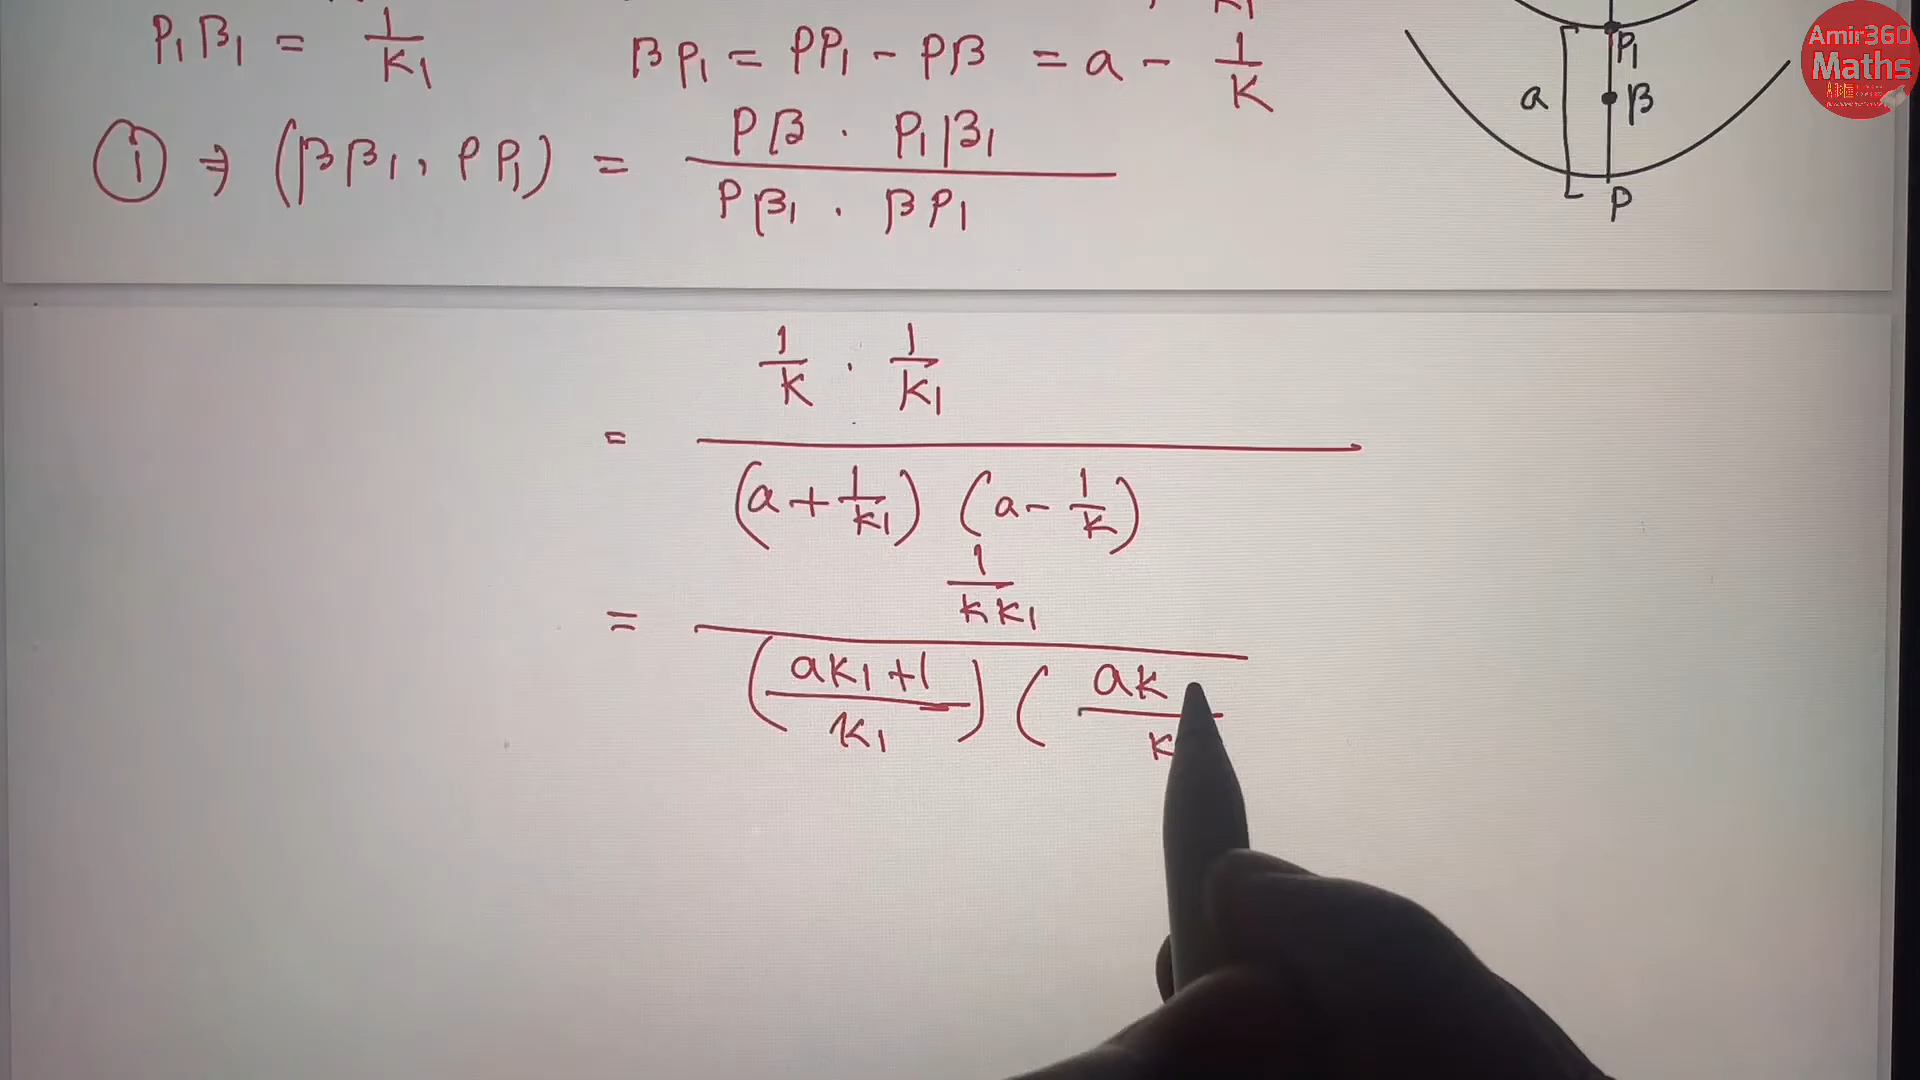 P₁β₁ = 1/K₁
βP₁ = PP₁ - Pβ = a - 1/K
① ⇒ (ββ₁, PP₁) = (Pβ · P₁β₁)/(Pβ₁ · βP₁)
= (1/K · 1/K₁)/((a + 1/K₁) (a - 1/K))
= (1/(KK₁))/(((aK₁+1)/K₁) ((aK)/K
P₁
a
β
P
Amir360
Maths